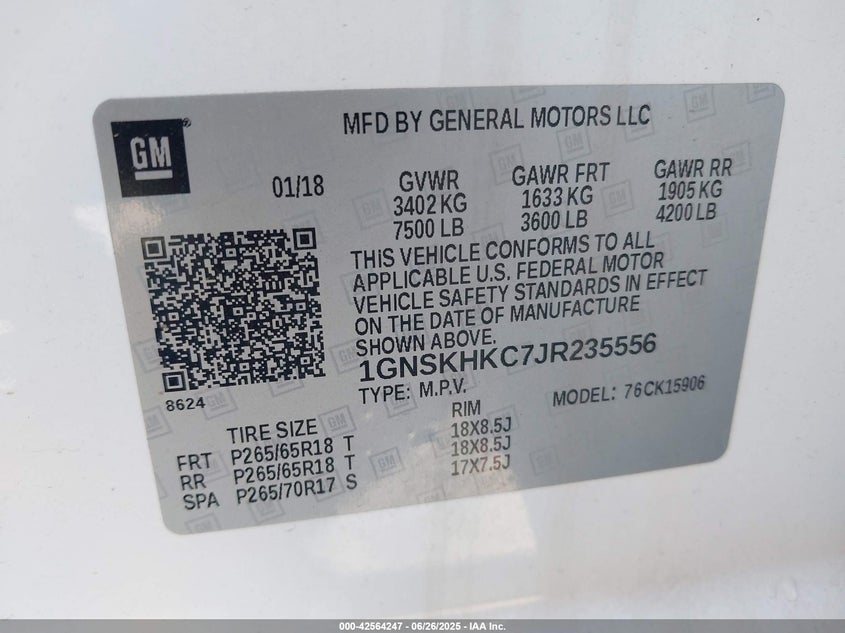 GM
®
MFD BY GENERAL MOTORS LLC
01/18
GVWR
3402 KG
7500 LB
GAWR FRT
1633 KG
3600 LB
GAWR RR
1905 KG
4200 LB
THIS VEHICLE CONFORMS TO ALL
APPLICABLE U.S. FEDERAL MOTOR
VEHICLE SAFETY STANDARDS IN EFFECT
ON THE DATE OF MANUFACTURE
SHOWN ABOVE.
1GNSKHKC7JR235556
TYPE: M.P.V.
MODEL: 76CK15906
8624
TIRE SIZE
RIM
FRT P265/65R18 T 18X8.5J
RR P265/65R18 T 18X8.5J
SPA P265/70R17 S 17X7.5J
000-42564247 - 06/26/2025 - IAA Inc.